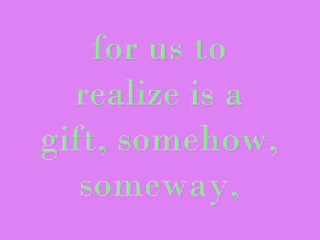 for us to
realize is a
gift, somehow,
someway,